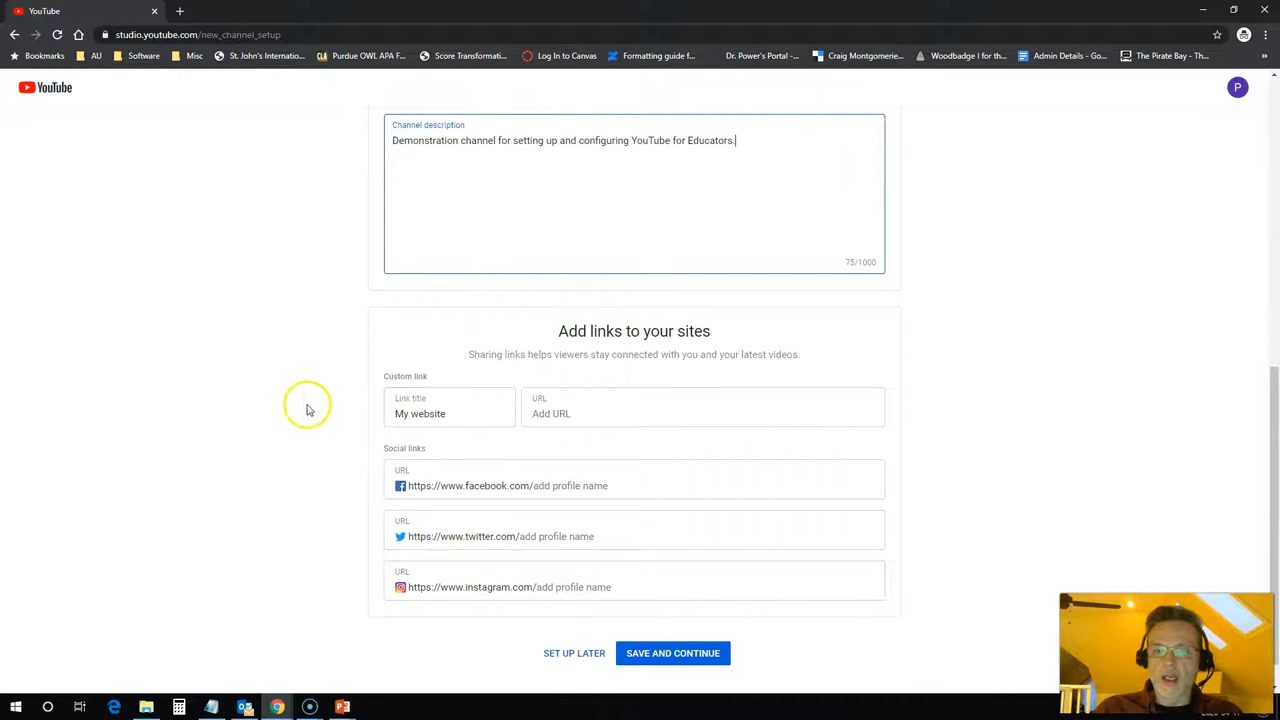 YouTube
studio.youtube.com/new_channel_setup
Bookmarks AU Software Misc St. John's Internatio... Purdue OWL APA F... Score Transformati... Log In to Canvas Formatting guide f... Dr. Power's Portal -... Craig Montgomerie... Woodbadge I for th... Admin Details - Go... The Pirate Bay - Th... »
YouTube P
Channel description
Demonstration channel for setting up and configuring YouTube for Educators.
75/1000
Add links to your sites
Sharing links helps viewers stay connected with you and your latest videos.
Custom link
Link title URL
My website Add URL
Social links
URL
https://www.facebook.com/add profile name
URL
https://www.twitter.com/add profile name
URL
https://www.instagram.com/add profile name
SET UP LATER SAVE AND CONTINUE